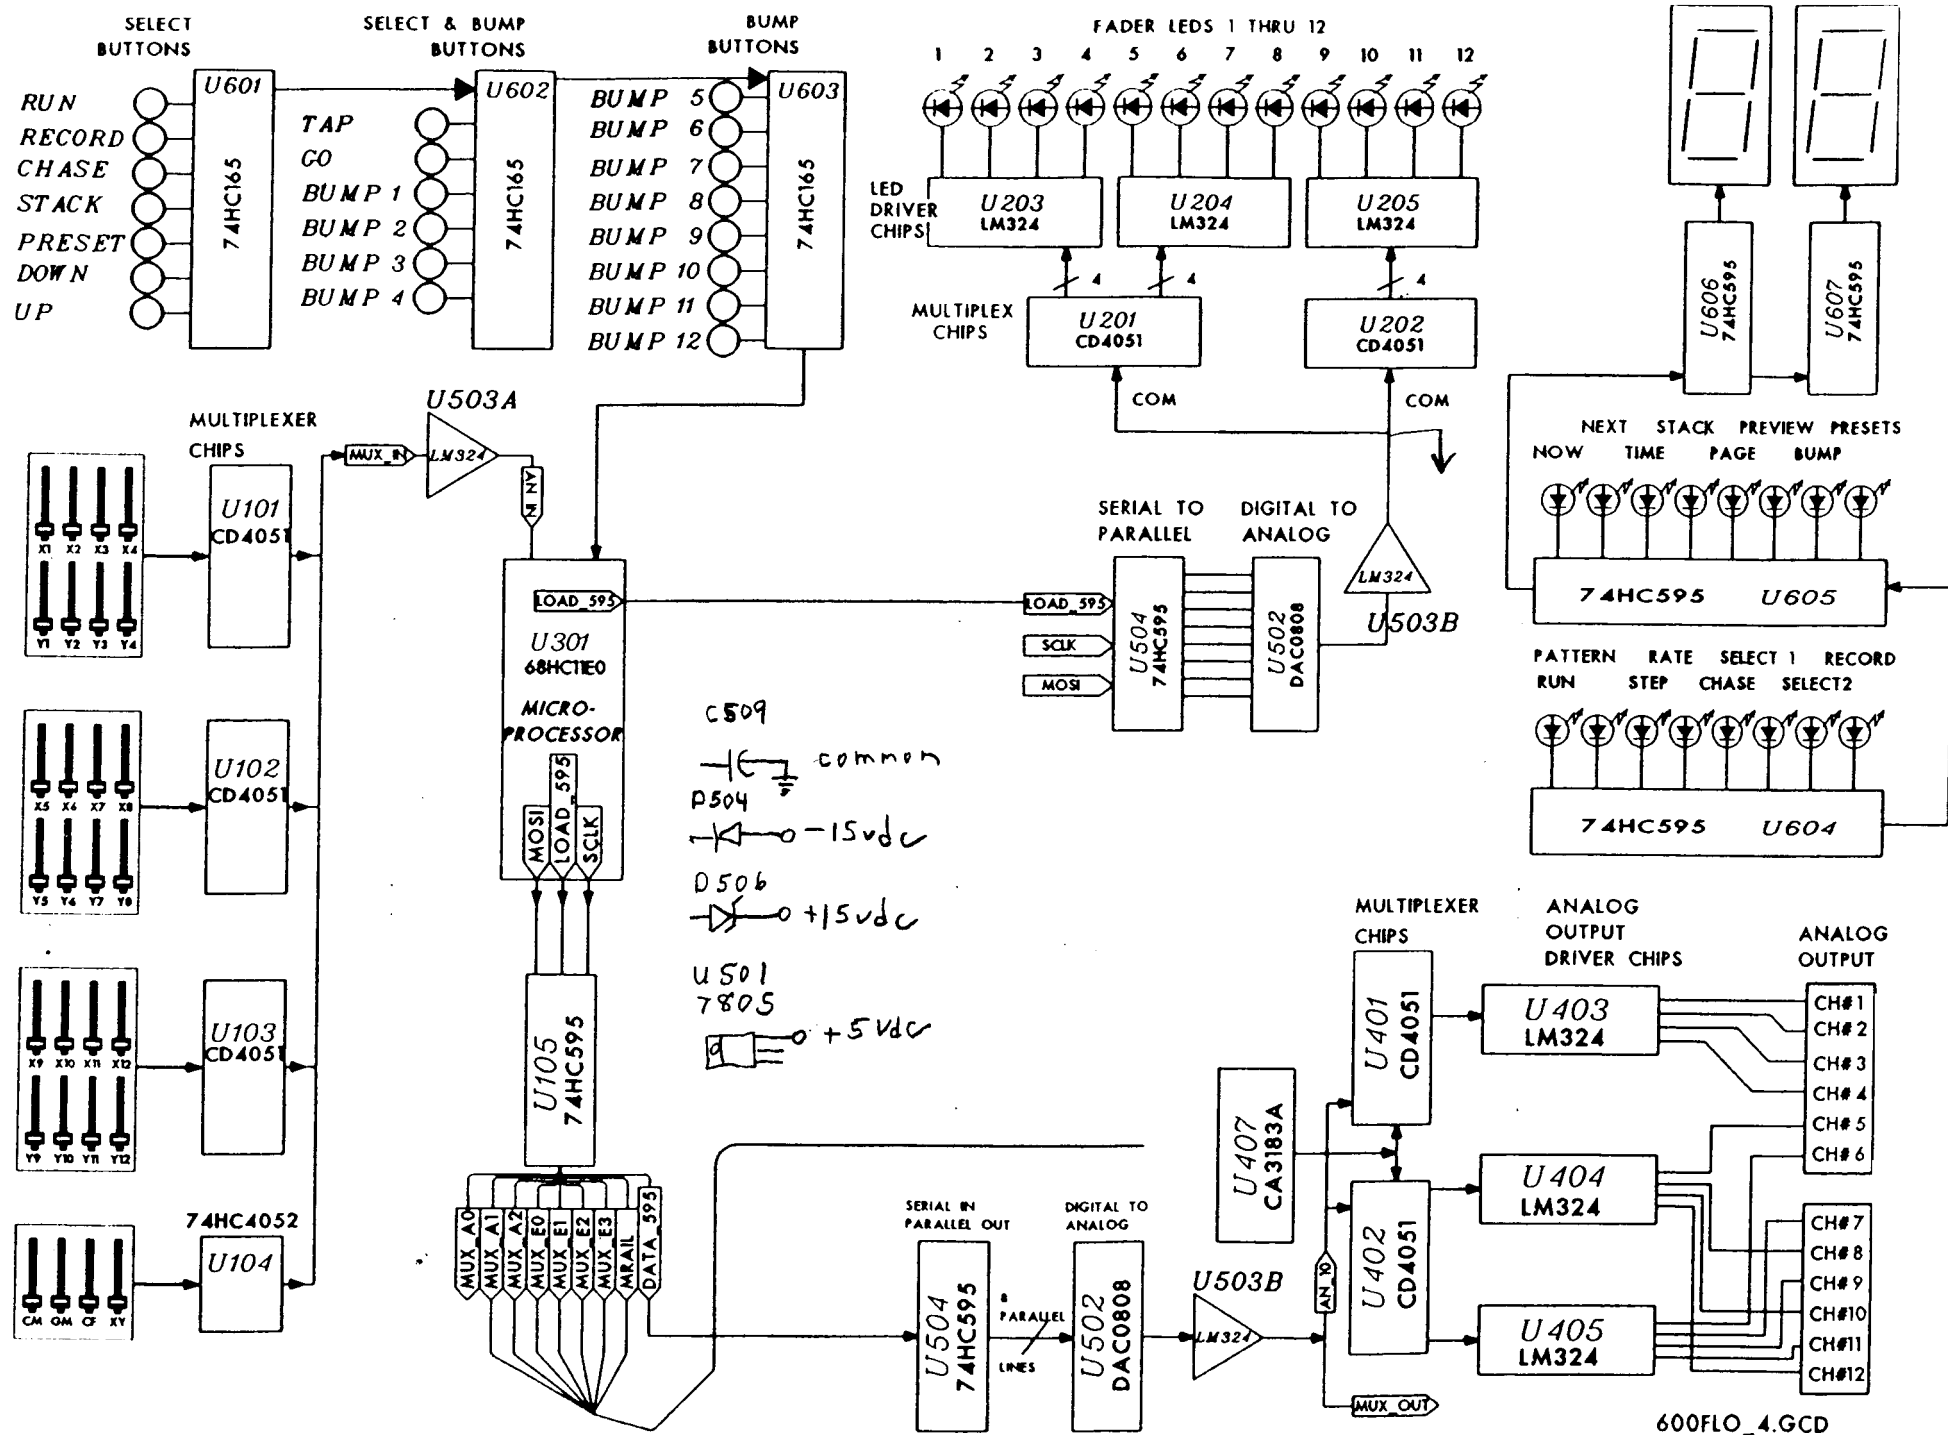 SELECT
BUTTONS
RUN
RECORD
CHASE
STACK
PRESET
DOWN
UP
U601
74HC165
SELECT & BUMP
BUTTONS
TAP
GO
BUMP 1
BUMP 2
BUMP 3
BUMP 4
U602
74HC165
BUMP
BUTTONS
BUMP 5
BUMP 6
BUMP 7
BUMP 8
BUMP 9
BUMP 10
BUMP 11
BUMP 12
U603
74HC165
FADER LEDS 1 THRU 12
1 2 3 4 5 6 7 8 9 10 11 12
LED
DRIVER
CHIPS
U203
LM324
U204
LM324
U205
LM324
4
4
4
MULTIPLEX
CHIPS
U201
CD4051
U202
CD4051
COM
COM
U606
74HC595
U607
74HC595
NEXT STACK PREVIEW PRESETS
NOW TIME PAGE BUMP
74HC595 U605
PATTERN RATE SELECT 1 RECORD
RUN STEP CHASE SELECT2
74HC595 U604
MULTIPLEXER
CHIPS
X1 X2 X3 X4
Y1 Y2 Y3 Y4
U101
CD4051
X5 X6 X7 X8
Y5 Y6 Y7 Y8
U102
CD4051
X9 X10 X11 X12
Y9 Y10 Y11 Y12
U103
CD4051
CM GM CF XY
74HC4052
U104
MUX_IN
U503A
LM324
AN_IN
LOAD_595
U301
68HC11E0
MICRO-
PROCESSOR
MOSI
LOAD_595
SCLK
U105
74HC595
MUX_A0
MUX_A1
MUX_A2
MUX_E0
MUX_E1
MUX_E2
MUX_E3
MRAIL
DATA_595
C509
common
D504
-15vdc
D506
+15vdc
U501
7805
+5vdc
SERIAL TO
PARALLEL
DIGITAL TO
ANALOG
LOAD_595
SCLK
MOSI
U504
74HC595
U502
DAC0808
LM324
U503B
SERIAL IN
PARALLEL OUT
U504
74HC595
8
PARALLEL
LINES
DIGITAL TO
ANALOG
U502
DAC0808
U503B
LM324
AN_10
MUX_OUT
U407
CA3183A
MULTIPLEXER
CHIPS
U401
CD4051
U402
CD4051
ANALOG
OUTPUT
DRIVER CHIPS
U403
LM324
U404
LM324
U405
LM324
ANALOG
OUTPUT
CH#1
CH#2
CH#3
CH#4
CH#5
CH#6
CH#7
CH#8
CH#9
CH#10
CH#11
CH#12
600FLO_4.GCD